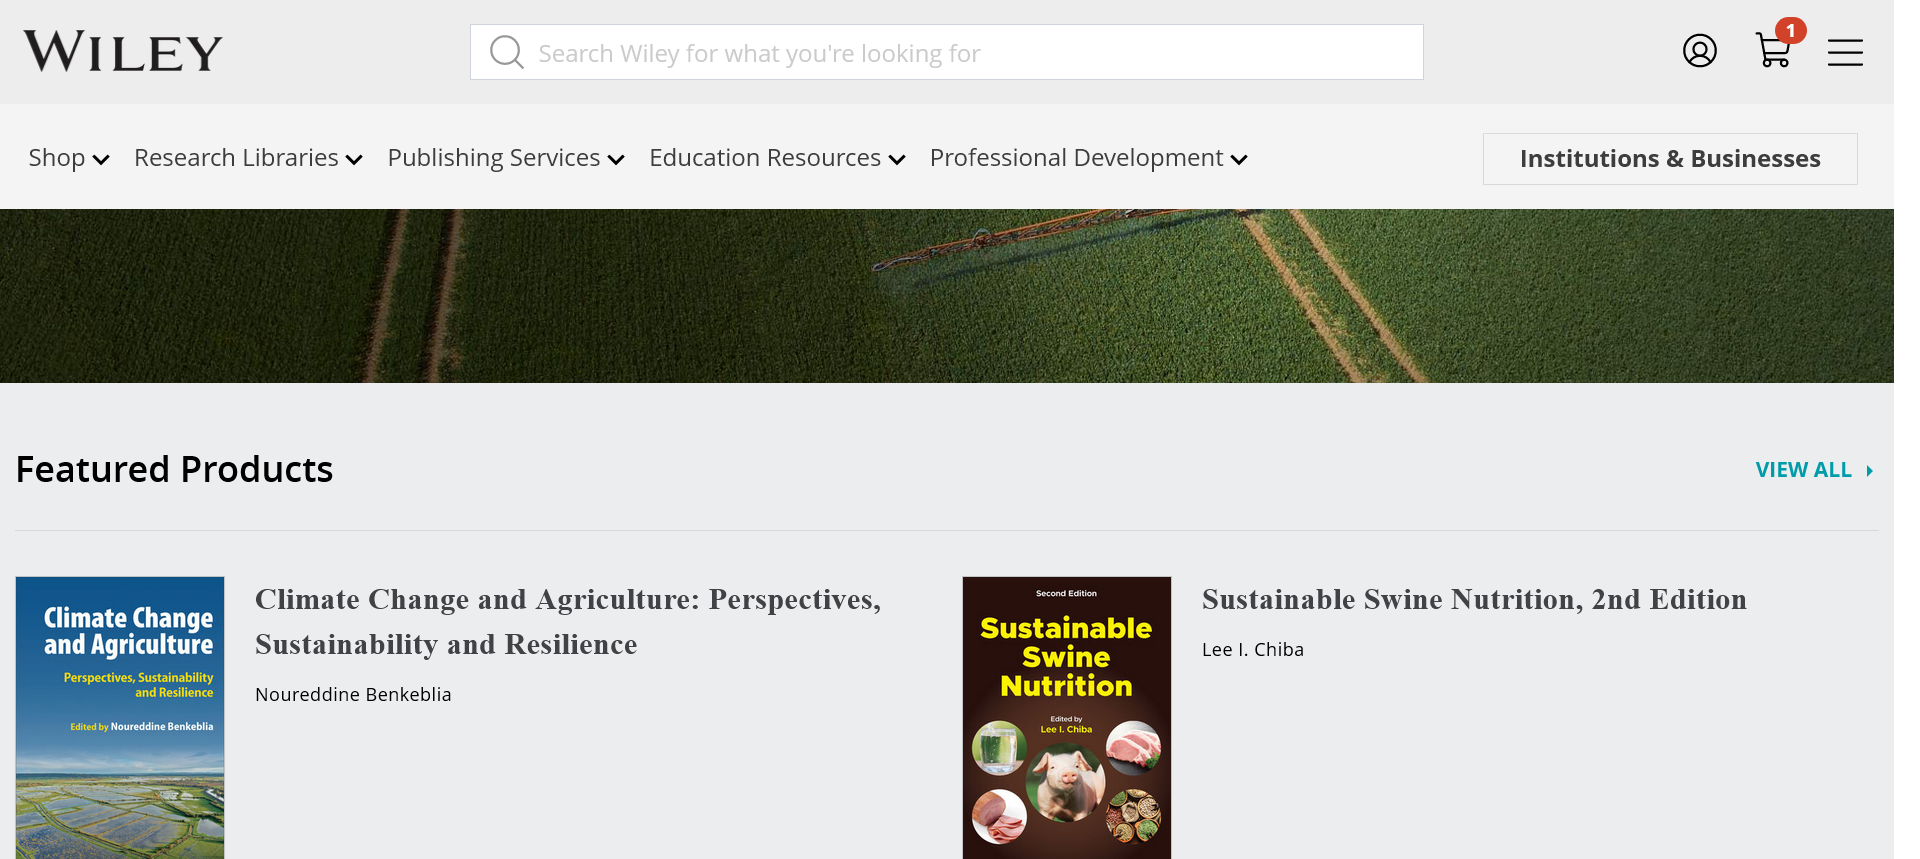 WILEY
Search Wiley for what you're looking for
1
Shop
Research Libraries
Publishing Services
Education Resources
Professional Development
Institutions & Businesses
Featured Products
VIEW ALL
Climate Change
and Agriculture
Perspectives, Sustainability
and Resilience
Edited by Noureddine Benkeblia
Climate Change and Agriculture: Perspectives,
Sustainability and Resilience
Noureddine Benkeblia
Second Edition
Sustainable
Swine
Nutrition
Edited by
Lee I. Chiba
Sustainable Swine Nutrition, 2nd Edition
Lee I. Chiba